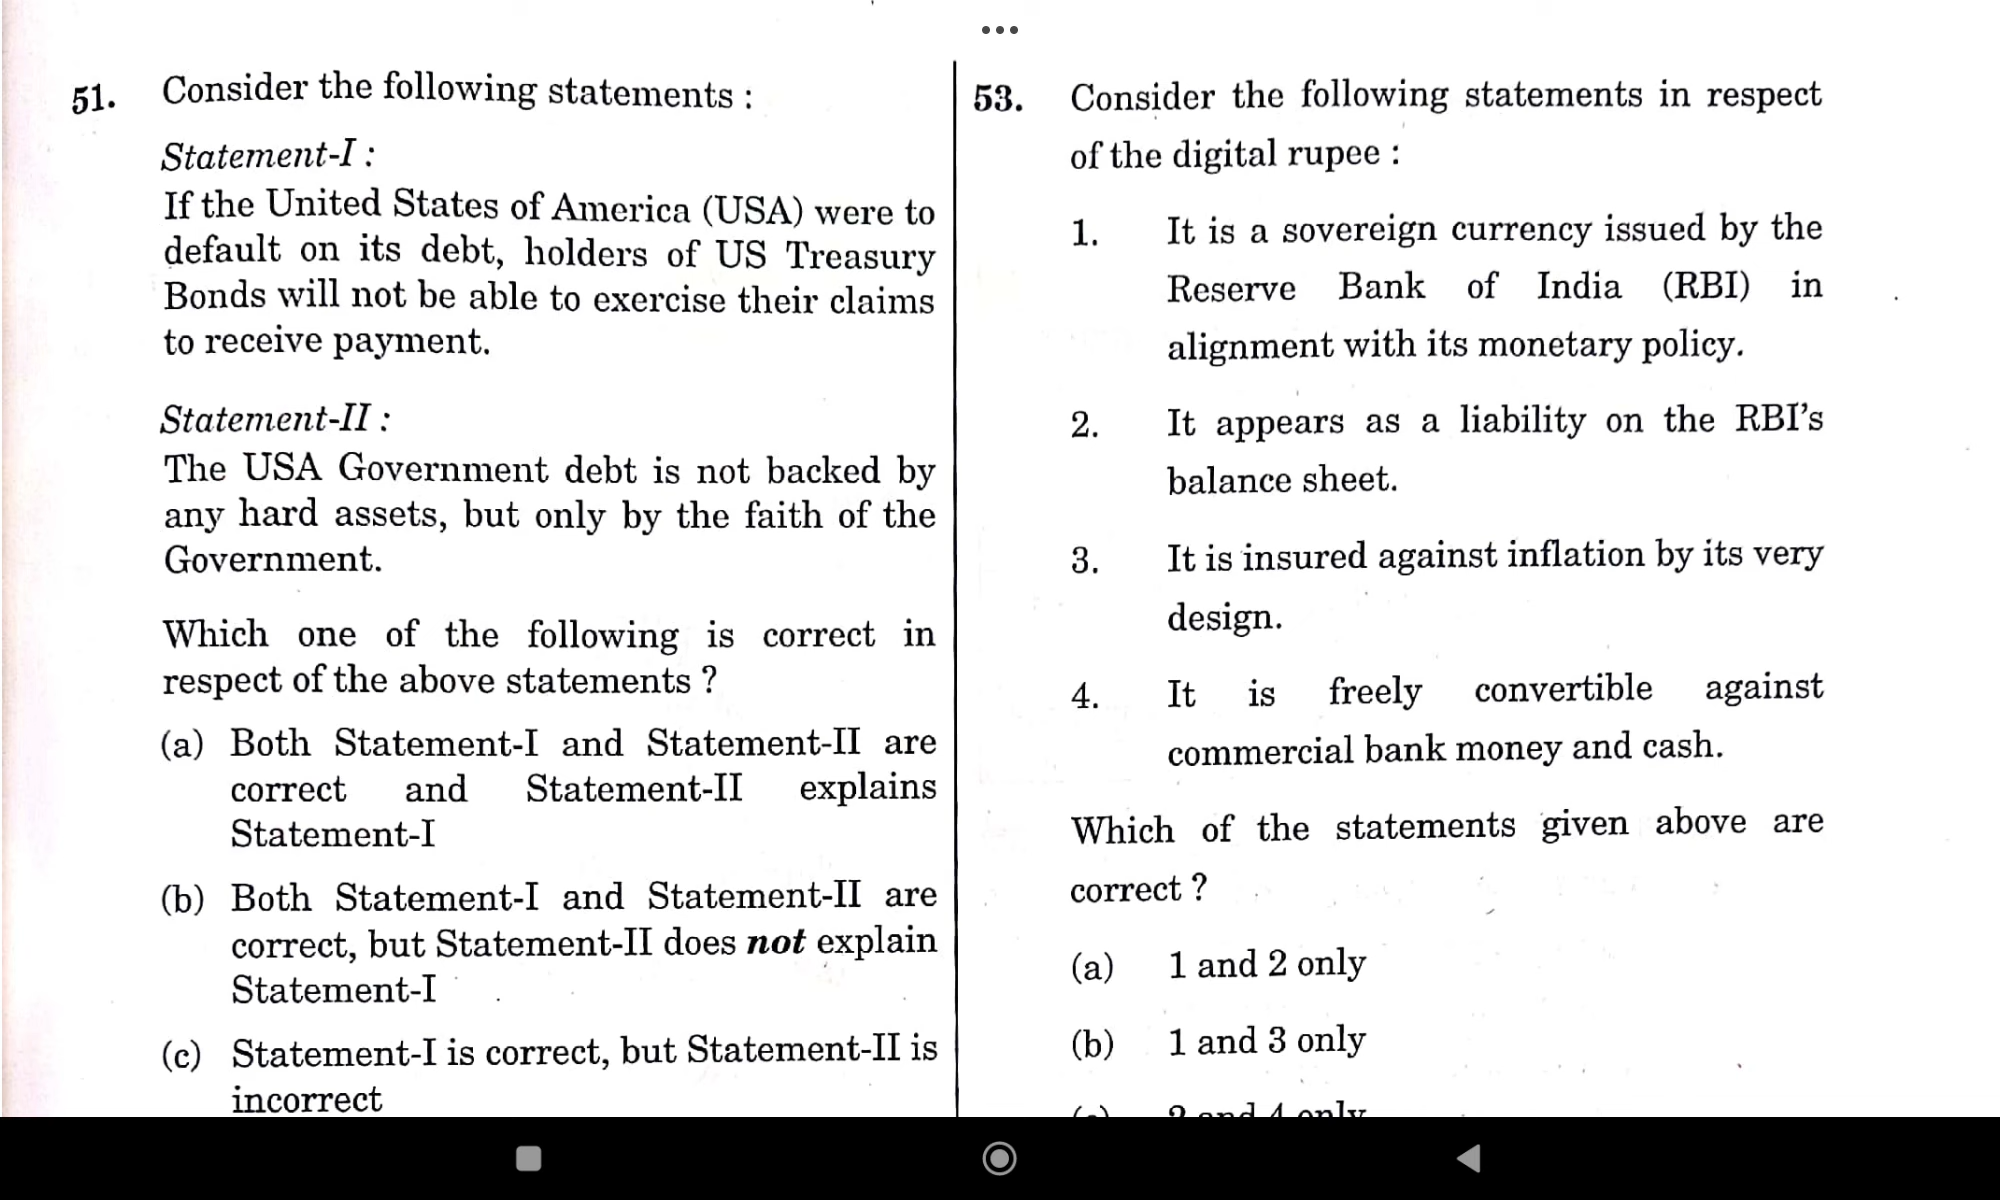 51. Consider the following statements :
Statement-I :
If the United States of America (USA) were to
default on its debt, holders of US Treasury
Bonds will not be able to exercise their claims
to receive payment.
Statement-II :
The USA Government debt is not backed by
any hard assets, but only by the faith of the
Government.
Which one of the following is correct in
respect of the above statements ?
(a) Both Statement-I and Statement-II are
correct and Statement-II explains
Statement-I
(b) Both Statement-I and Statement-II are
correct, but Statement-II does not explain
Statement-I
(c) Statement-I is correct, but Statement-II is
incorrect
53. Consider the following statements in respect
of the digital rupee :
1. It is a sovereign currency issued by the
Reserve Bank of India (RBI) in
alignment with its monetary policy.
2. It appears as a liability on the RBI's
balance sheet.
3. It is insured against inflation by its very
design.
4. It is freely convertible against
commercial bank money and cash.
Which of the statements given above are
correct ?
(a) 1 and 2 only
(b) 1 and 3 only
and 4 only